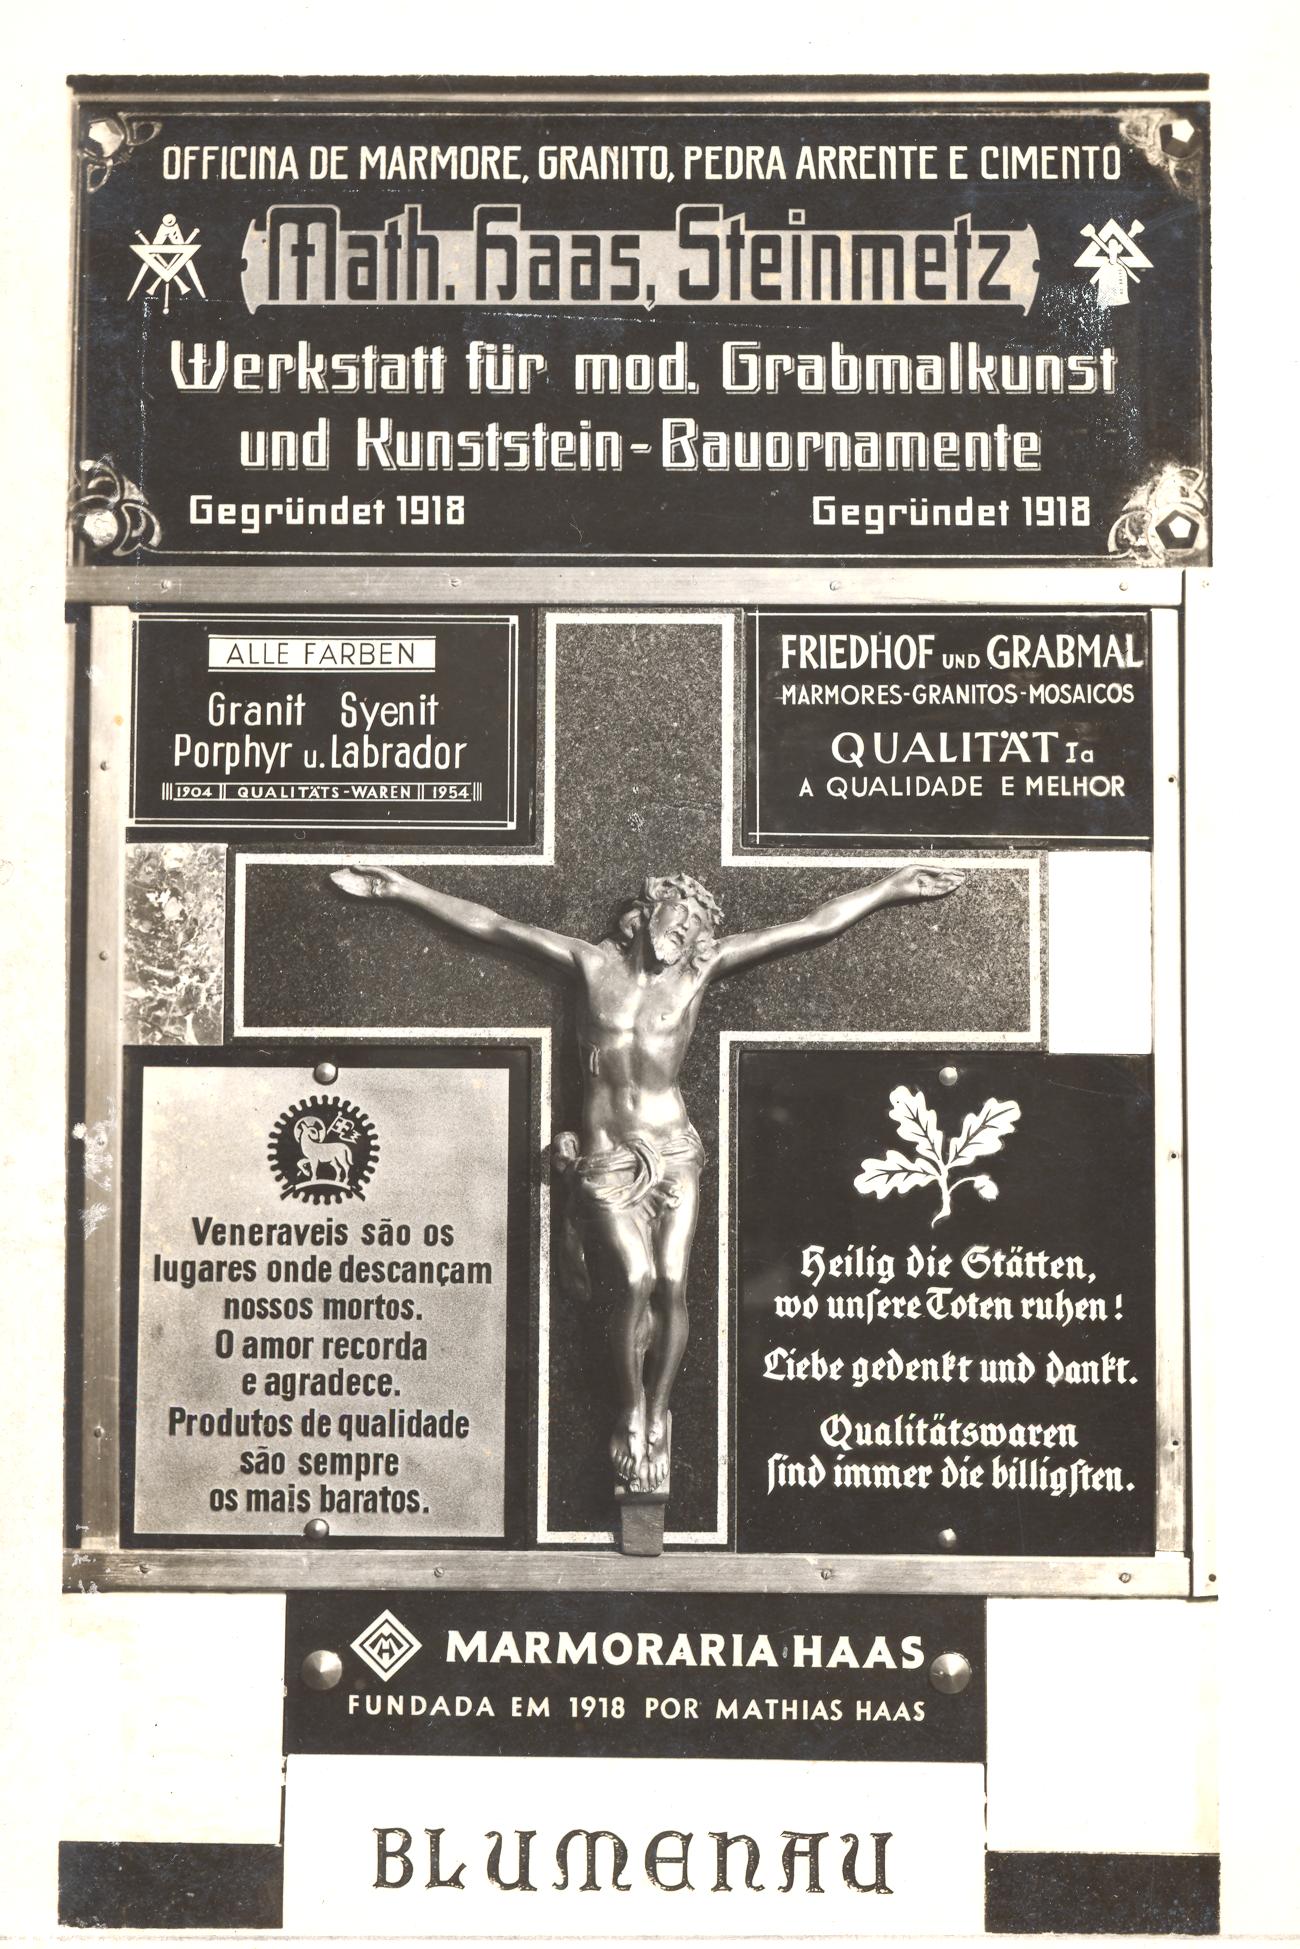 OFFICINA DE MARMORE, GRANITO, PEDRA ARRENTE E CIMENTO
Math. Haas, Steinmetz
Werkstatt für mod. Grabmalkunst
und Kunststein-Bauornamente
Gegründet 1918 Gegründet 1918
ALLE FARBEN
Granit Syenit
Porphyr u. Labrador
1904 QUALITÄTS-WAREN 1954
FRIEDHOF UND GRABMAL
MARMORES-GRANITOS-MOSAICOS
QUALITÄT Ia
A QUALIDADE E MELHOR
Veneraveis são os
lugares onde descançam
nossos mortos.
O amor recorda
e agradece.
Produtos de qualidade
são sempre
os mais baratos.
Heilig die Stätten,
wo unsere Toten ruhen!
Liebe gedenkt und dankt.
Qualitätswaren
sind immer die billigsten.
MARMORARIA HAAS
FUNDADA EM 1918 POR MATHIAS HAAS
BLUMENAU